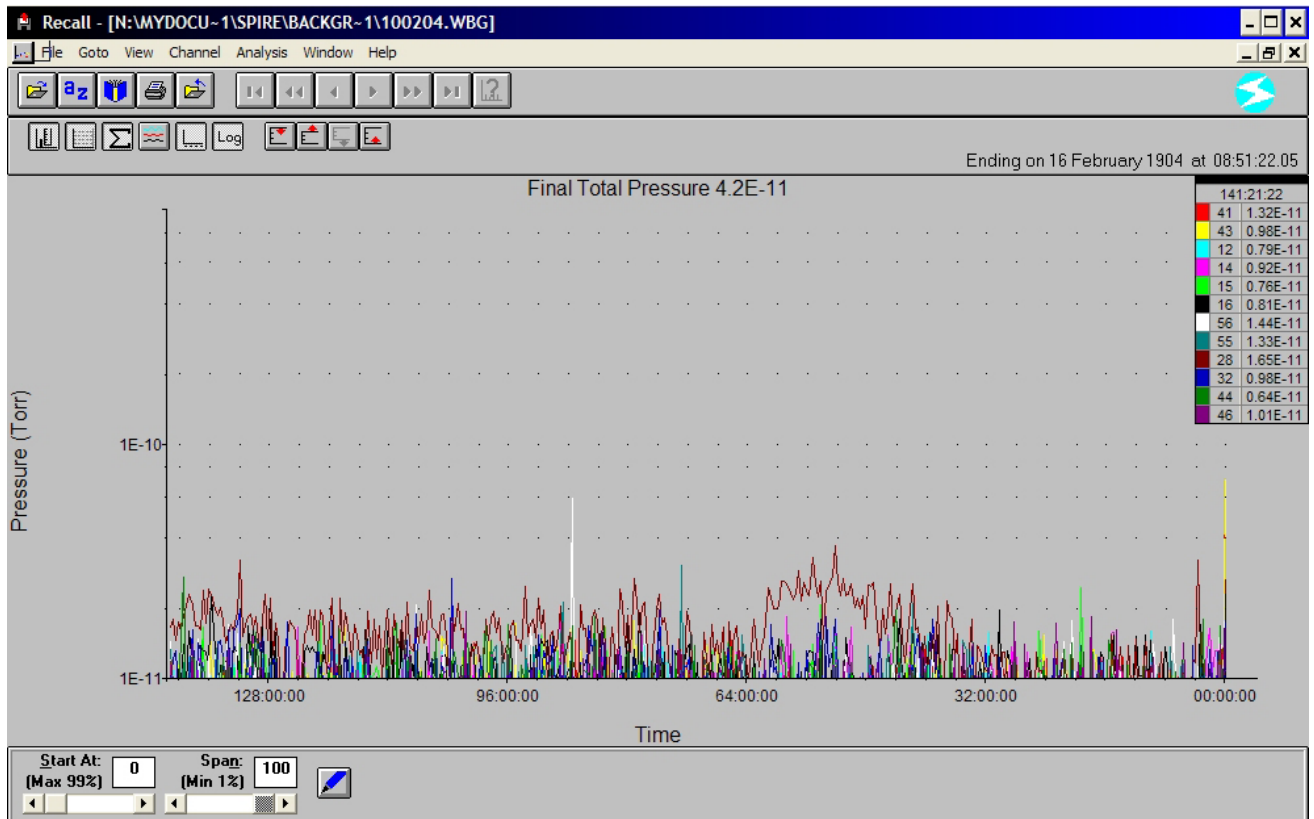 Recall - [N:\MYDOCU~1\SPIRE\BACKGR~1\100204.WBG]
File Goto View Channel Analysis Window Help
az
Log
Ending on 16 February 1904 at 08:51:22.05
Final Total Pressure 4.2E-11
141:21:22
41 1.32E-11
43 0.98E-11
12 0.79E-11
14 0.92E-11
15 0.76E-11
16 0.81E-11
56 1.44E-11
55 1.33E-11
28 1.65E-11
32 0.98E-11
44 0.64E-11
46 1.01E-11
Pressure (Torr)
1E-10
1E-11
128:00:00 96:00:00 64:00:00 32:00:00 00:00:00
Time
Start At: 0 Span: 100
(Max 99%) (Min 1%)